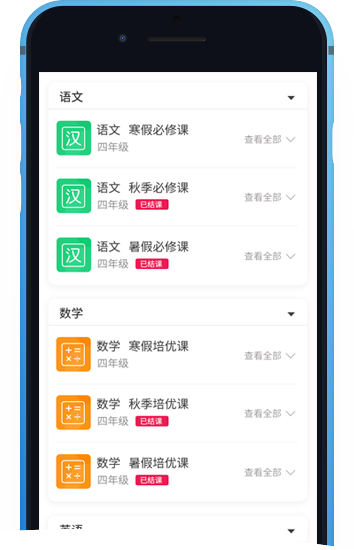 语文
汉
语文 寒假必修课
四年级
查看全部
汉
语文 秋季必修课
四年级 已结课
查看全部
汉
语文 暑假必修课
四年级 已结课
查看全部
数学
数学 寒假培优课
四年级
查看全部
数学 秋季培优课
四年级 已结课
查看全部
数学 暑假培优课
四年级 已结课
查看全部
英语